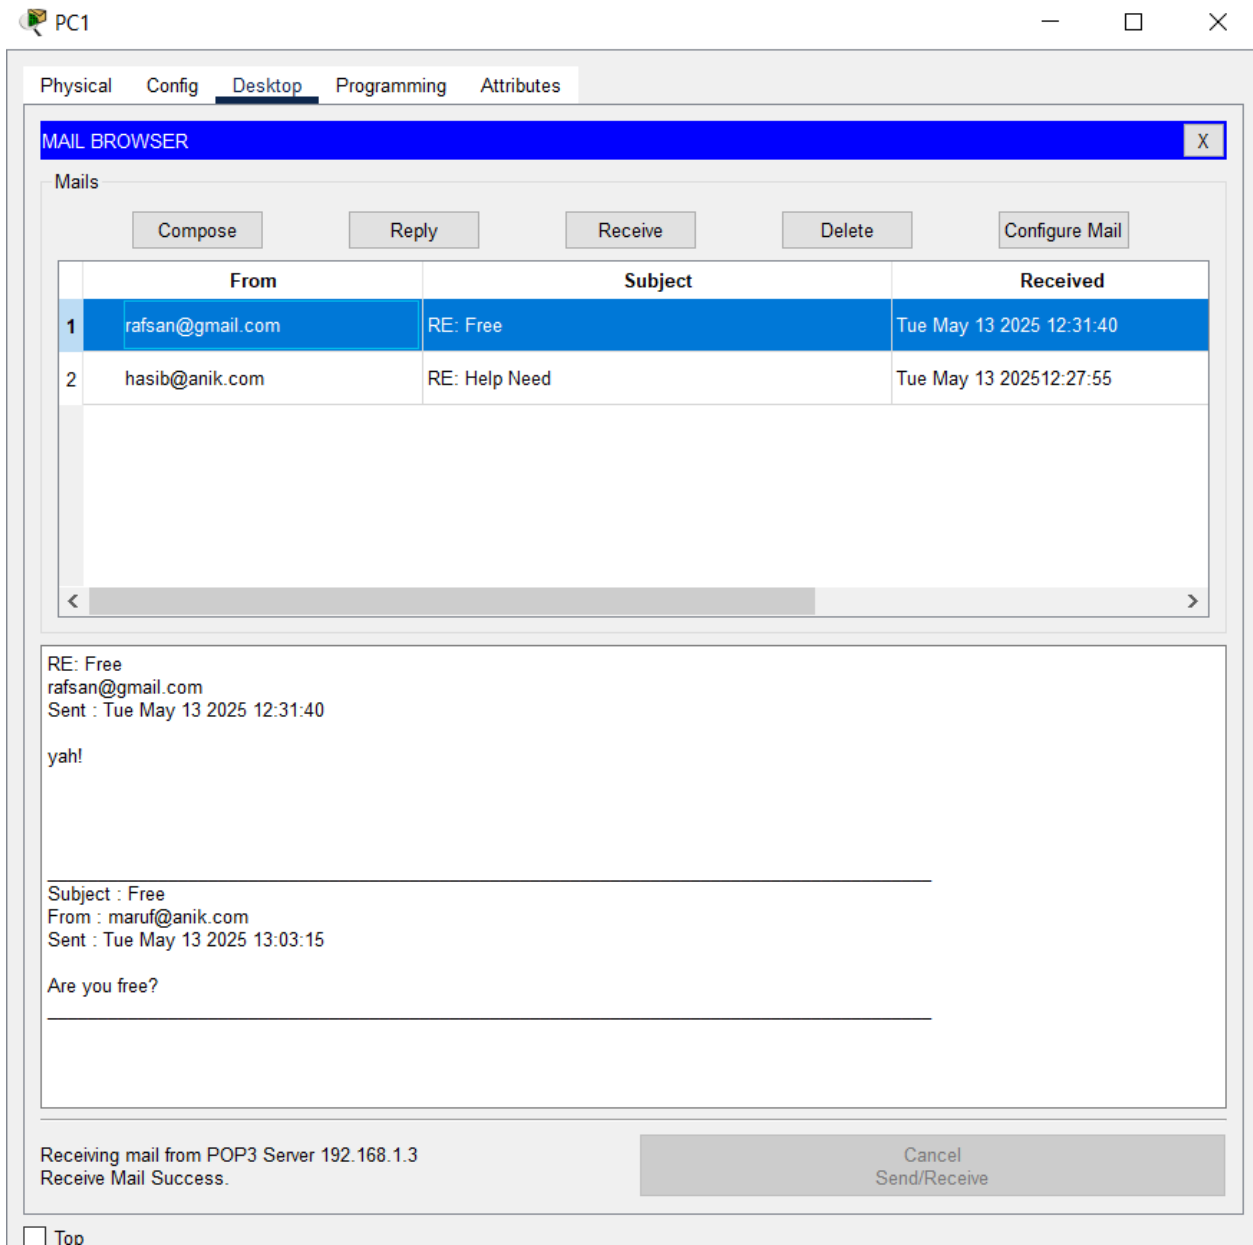 PC1
Physical Config Desktop Programming Attributes
MAIL BROWSER X
Mails
Compose Reply Receive Delete Configure Mail
From Subject Received
1 rafsan@gmail.com RE: Free Tue May 13 2025 12:31:40
2 hasib@anik.com RE: Help Need Tue May 13 202512:27:55
RE: Free
rafsan@gmail.com
Sent : Tue May 13 2025 12:31:40
yah!
Subject : Free
From : maruf@anik.com
Sent : Tue May 13 2025 13:03:15
Are you free?
Receiving mail from POP3 Server 192.168.1.3
Receive Mail Success.
Cancel
Send/Receive
Top